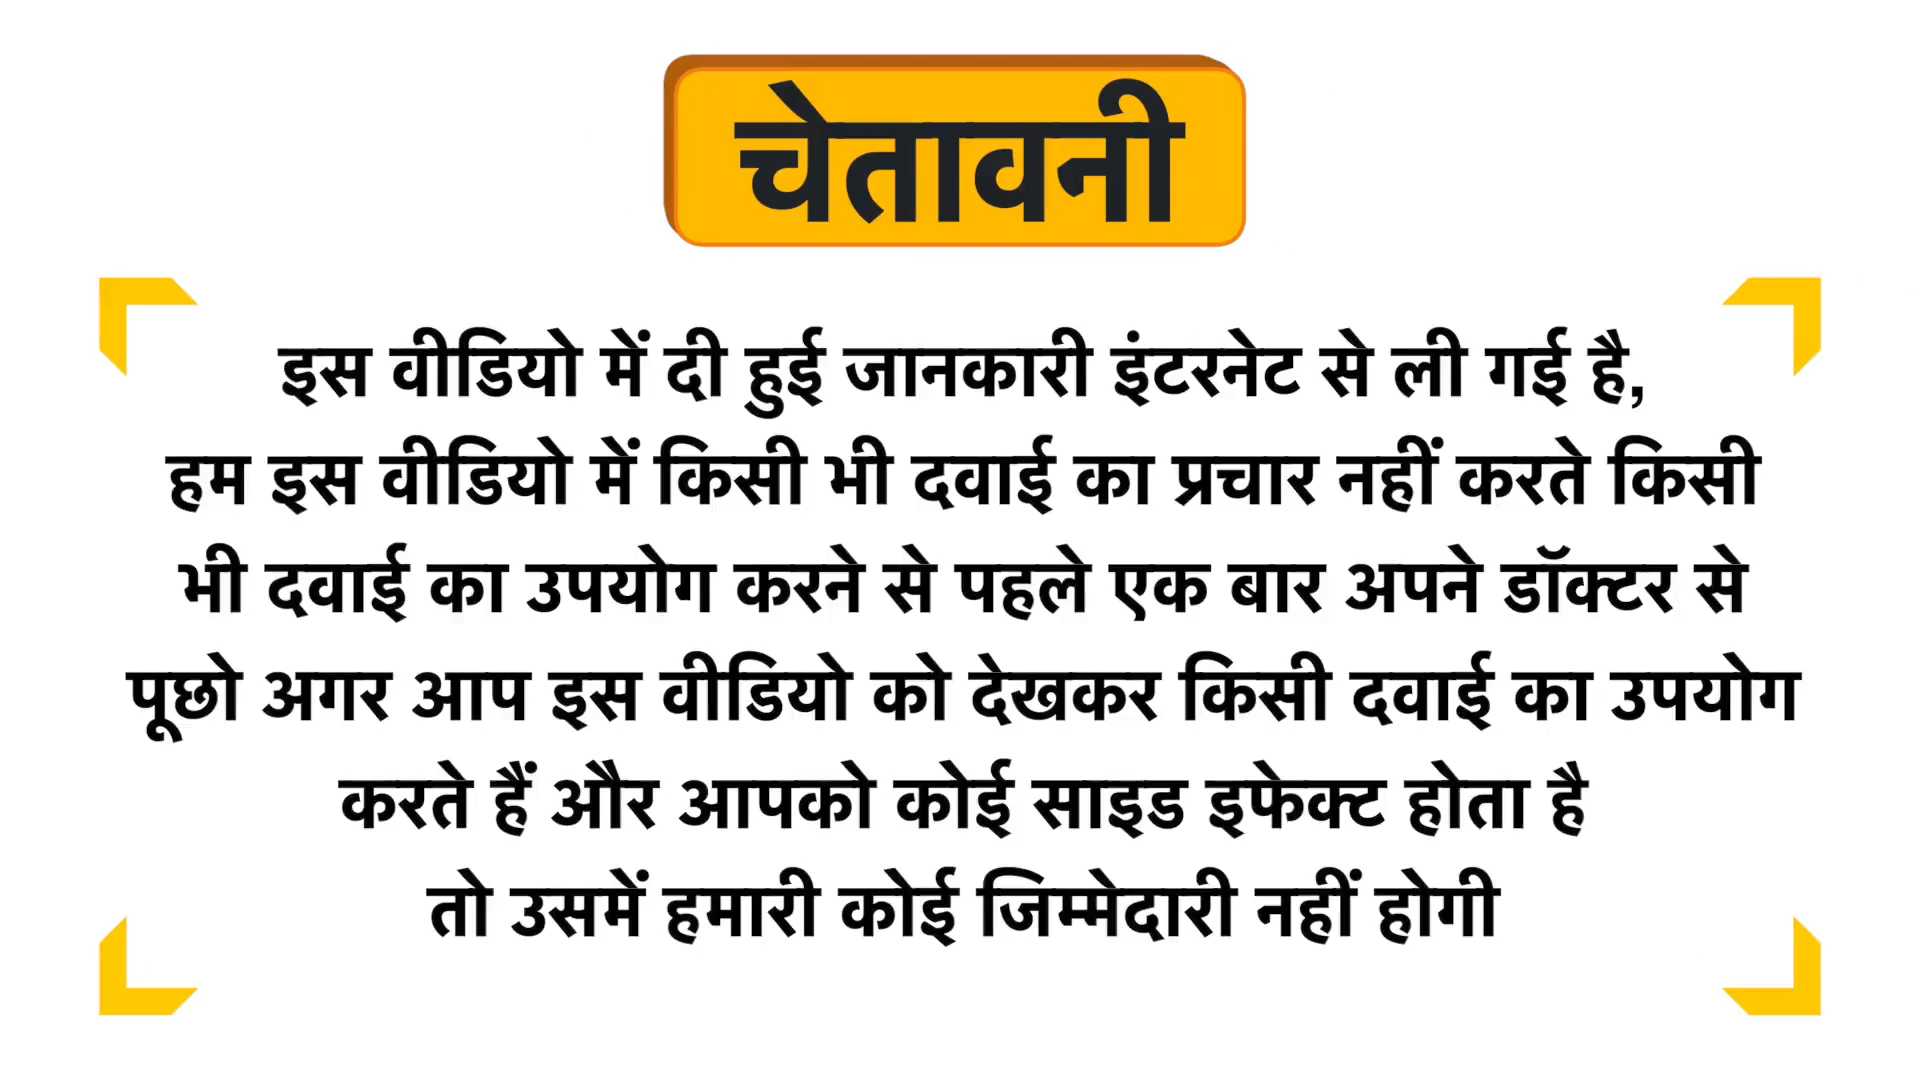 चेतावनी
इस वीडियो में दी हुई जानकारी इंटरनेट से ली गई है,
हम इस वीडियो में किसी भी दवाई का प्रचार नहीं करते किसी
भी दवाई का उपयोग करने से पहले एक बार अपने डॉक्टर से
पूछो अगर आप इस वीडियो को देखकर किसी दवाई का उपयोग
करते हैं और आपको कोई साइड इफेक्ट होता है
तो उसमें हमारी कोई जिम्मेदारी नहीं होगी